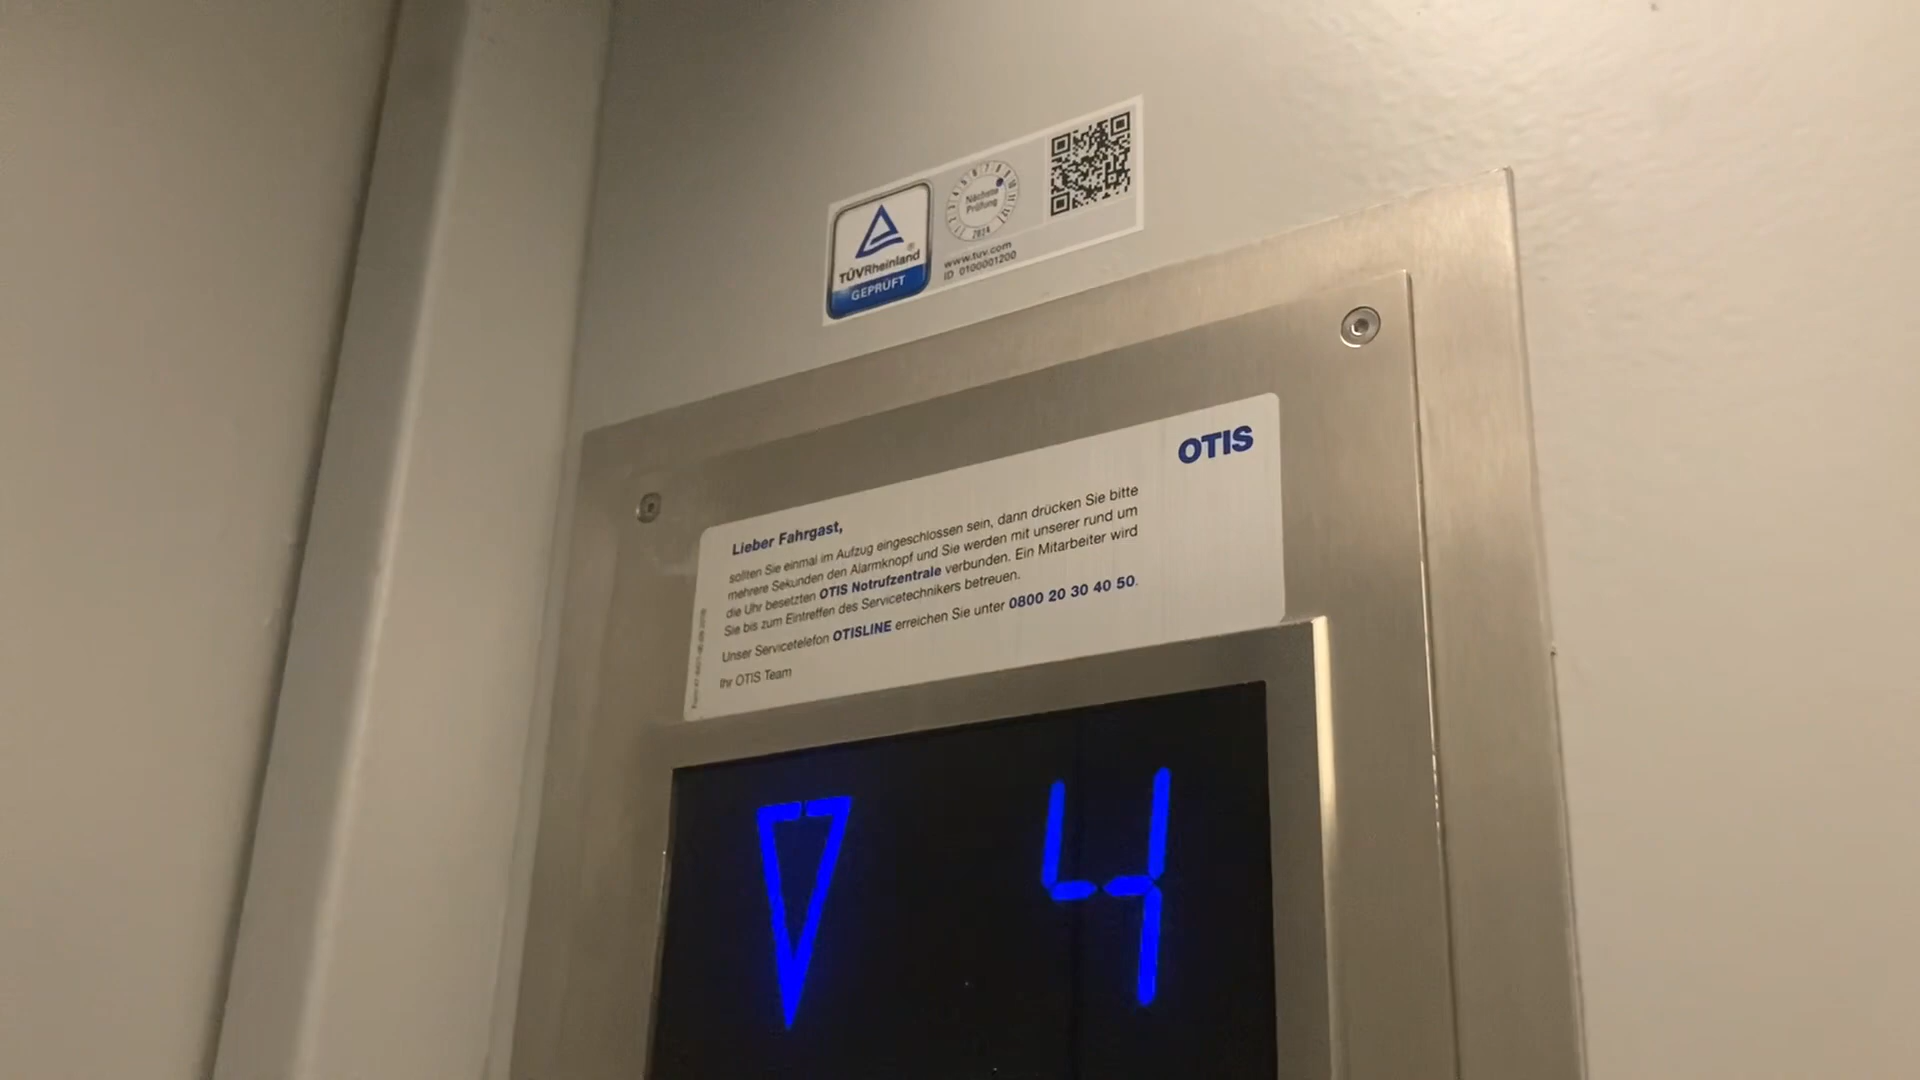 TÜVRheinland®
GEPRÜFT
Nächste
Prüfung
www.tuv.com
ID 0100001200
OTIS
Lieber Fahrgast,
sollten Sie einmal im Aufzug eingeschlossen sein, dann drücken Sie bitte
mehrere Sekunden den Alarmknopf und Sie werden mit unserer rund um
die Uhr besetzten OTIS Notrufzentrale verbunden. Ein Mitarbeiter wird
Sie bis zum Eintreffen des Servicetechnikers betreuen.
Unser Servicetelefon OTISLINE erreichen Sie unter 0800 20 30 40 50.
Ihr OTIS Team
4